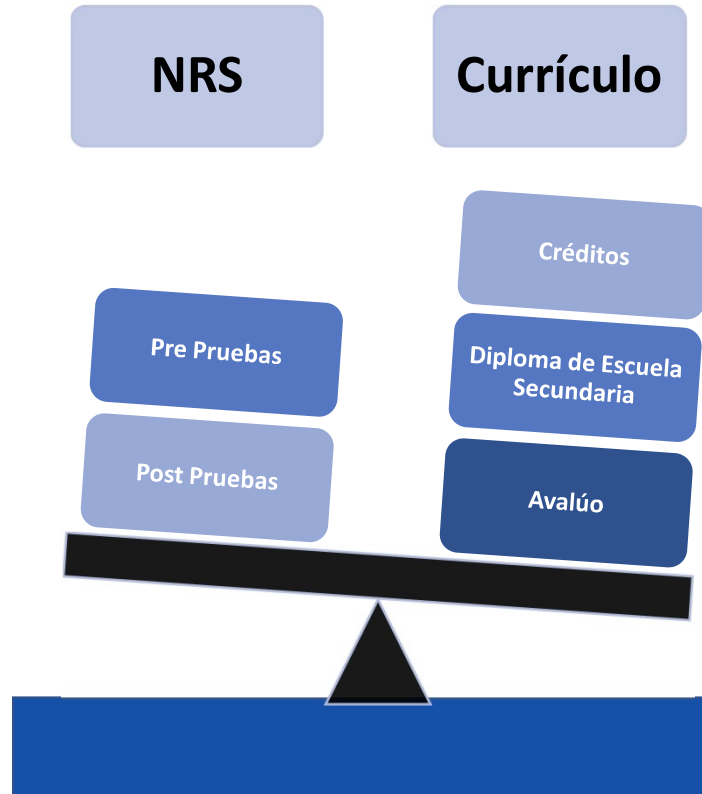 NRS
Currículo
Créditos
Pre Pruebas
Diploma de Escuela
Secundaria
Post Pruebas
Avalúo